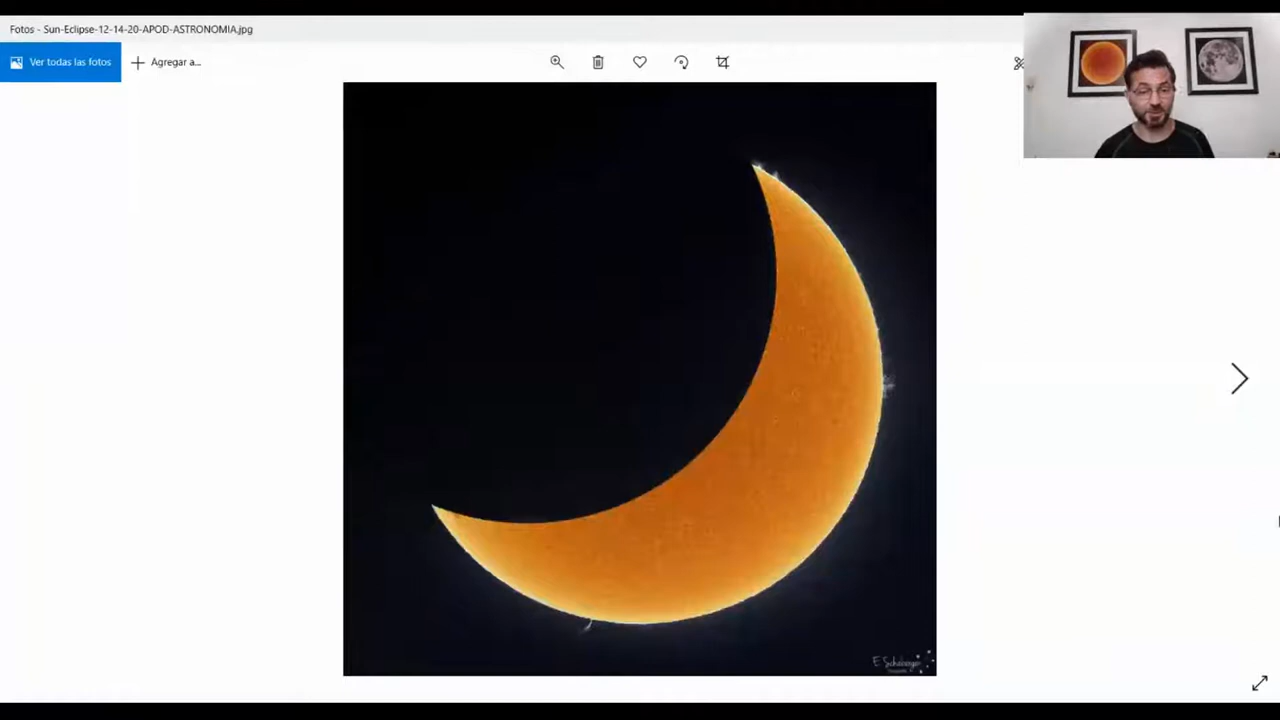 Fotos - Sun-Eclipse-12-14-20-APOD-ASTRONOMIA.jpg
Ver todas las fotos
Agregar a...